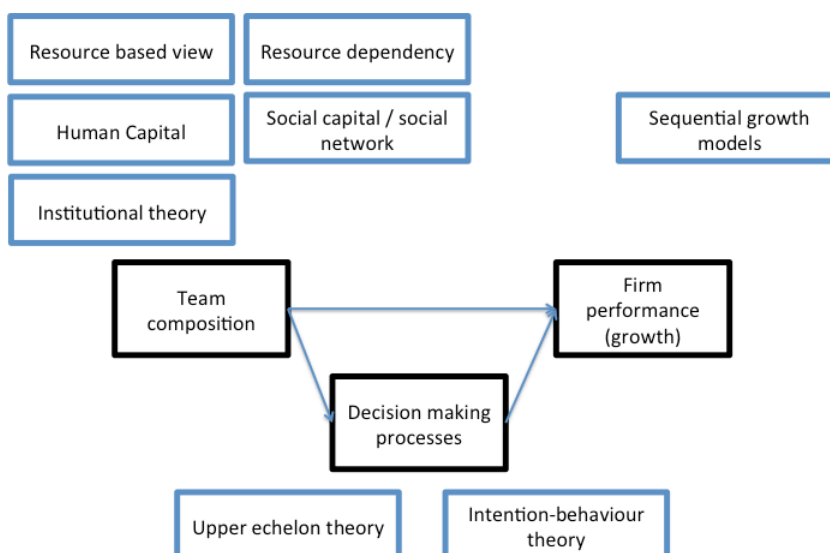 Resource based view
Resource dependency
Human Capital
Social capital / social
network
Sequential growth
models
Institutional theory
Team
composition
Firm
performance
(growth)
Decision making
processes
Upper echelon theory
Intention-behaviour
theory